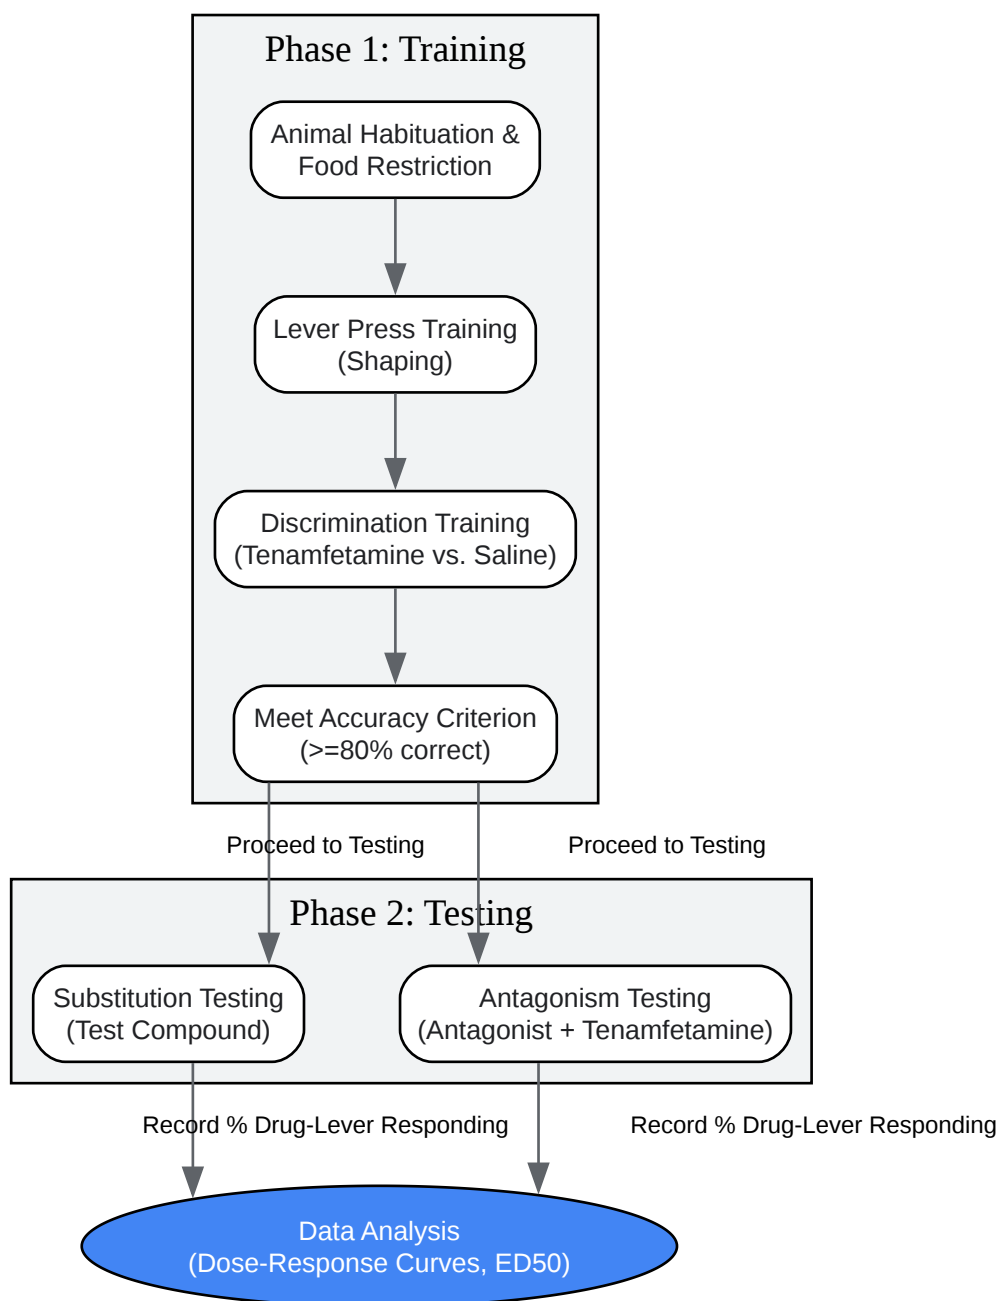 Phase 1: Training
Animal Habituation &
Food Restriction
Lever Press Training
(Shaping)
Discrimination Training
(Tenamfetamine vs. Saline)
Meet Accuracy Criterion
(>=80% correct)
Proceed to Testing
Proceed to Testing
Phase 2: Testing
Substitution Testing
(Test Compound)
Antagonism Testing
(Antagonist + Tenamfetamine)
Record % Drug-Lever Responding
Record % Drug-Lever Responding
Data Analysis
(Dose-Response Curves, ED50)